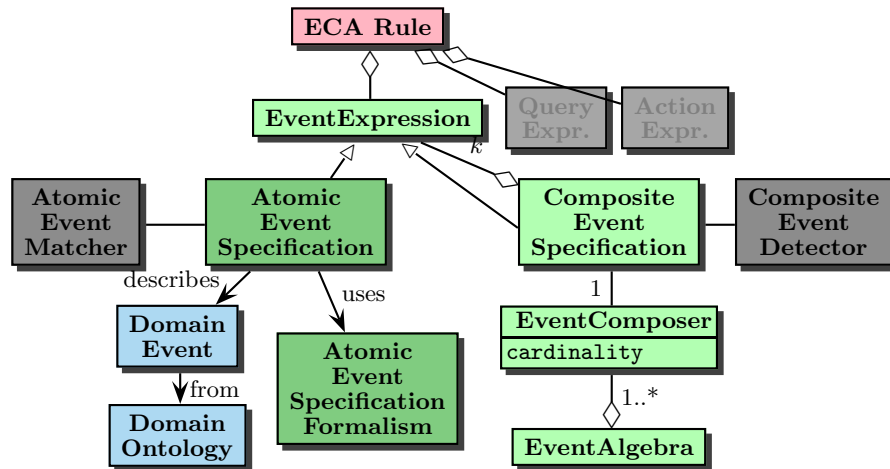 ECA Rule
EventExpression
Query
Expr.
Action
Expr.
k
Atomic
Event
Matcher
Atomic
Event
Specification
Composite
Event
Specification
Composite
Event
Detector
describes
uses
1
Domain
Event
Atomic
Event
Specification
Formalism
EventComposer
cardinality
from
1..*
Domain
Ontology
EventAlgebra